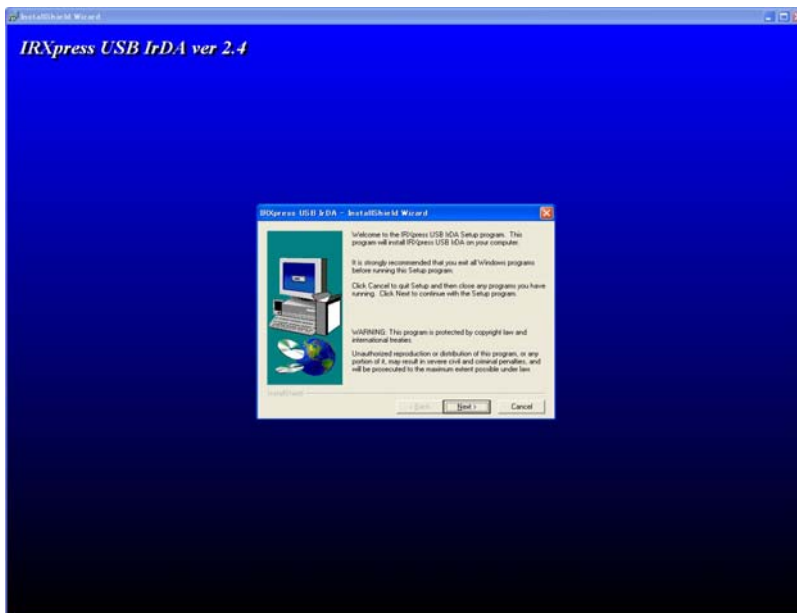 InstallShield Wizard
IRXpress USB IrDA ver 2.4
IRXpress USB IrDA - InstallShield Wizard
Welcome to the IRXpress USB IrDA Setup program. This
program will install IRXpress USB IrDA on your computer.
It is strongly recommended that you exit all Windows programs
before running this Setup program.
Click Cancel to quit Setup and then close any programs you have
running. Click Next to continue with the Setup program.
WARNING: This program is protected by copyright law and
international treaties.
Unauthorized reproduction or distribution of this program, or any
portion of it, may result in severe civil and criminal penalties, and
will be prosecuted to the maximum extent possible under law.
InstallShield
< Back
Next >
Cancel